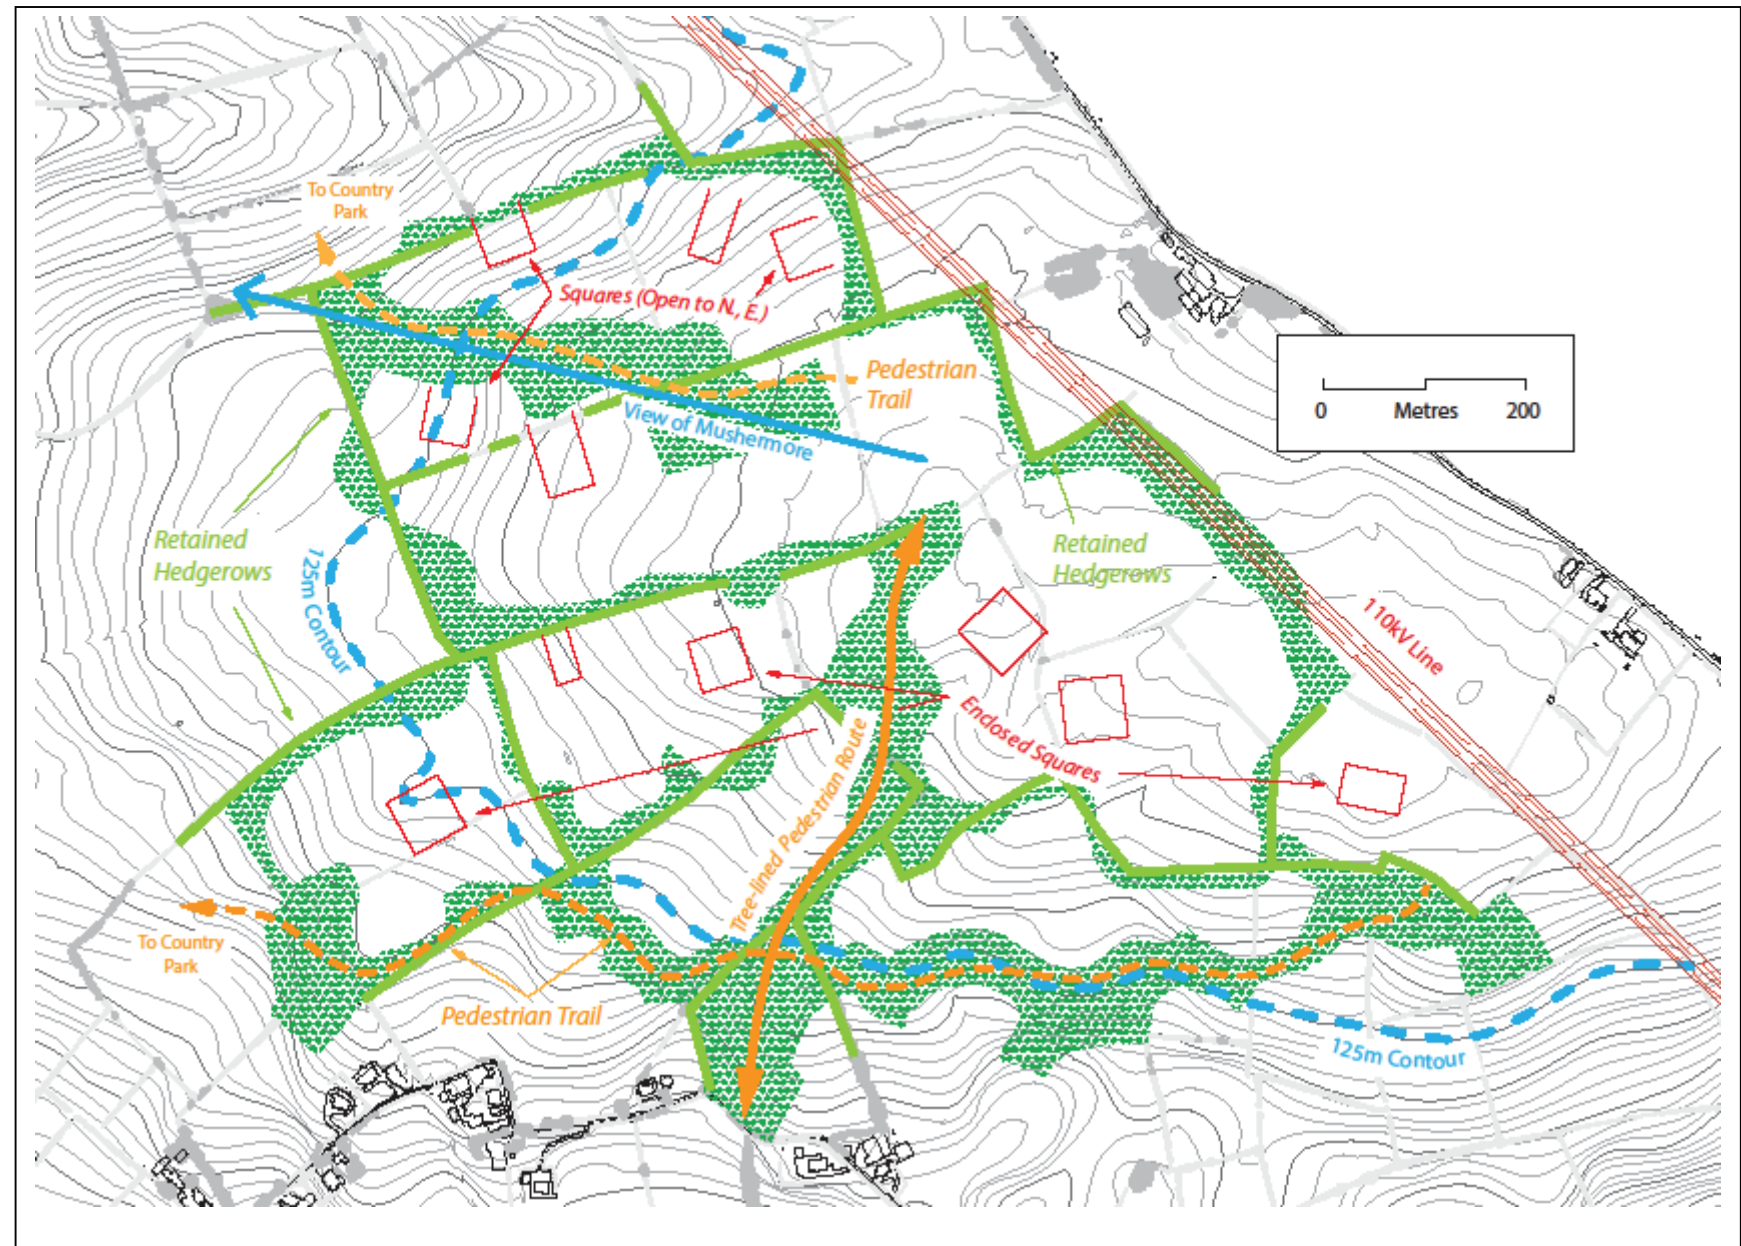 To Country
Park
Squares (Open to N., E.)
Pedestrian
Trail
View of Mushermore
0 Metres 200
Retained
Hedgerows
125m Contour
Retained
Hedgerows
110kV Line
Enclosed Squares
Tree-lined Pedestrian Route
To Country
Park
Pedestrian Trail
125m Contour